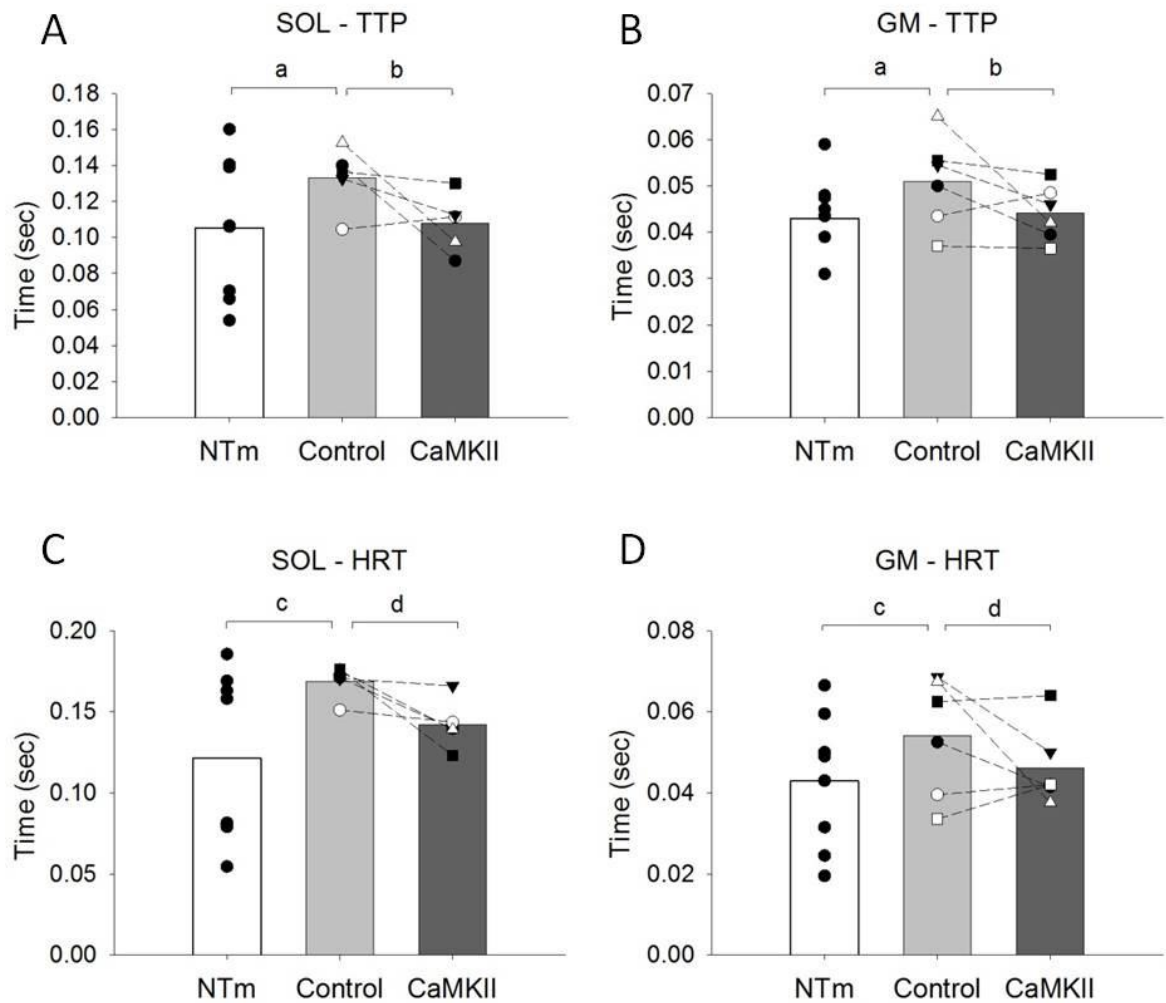 A
SOL - TTP
a
b
0.18
0.16
0.14
0.12
0.10
0.08
0.06
0.04
0.02
0.00
Time (sec)
NTm Control CaMKII
B
GM - TTP
a
b
0.07
0.06
0.05
0.04
0.03
0.02
0.01
0.00
Time (sec)
NTm Control CaMKII
C
SOL - HRT
c
d
0.20
0.15
0.10
0.05
0.00
Time (sec)
NTm Control CaMKII
D
GM - HRT
c
d
0.08
0.06
0.04
0.02
0.00
Time (sec)
NTm Control CaMKII